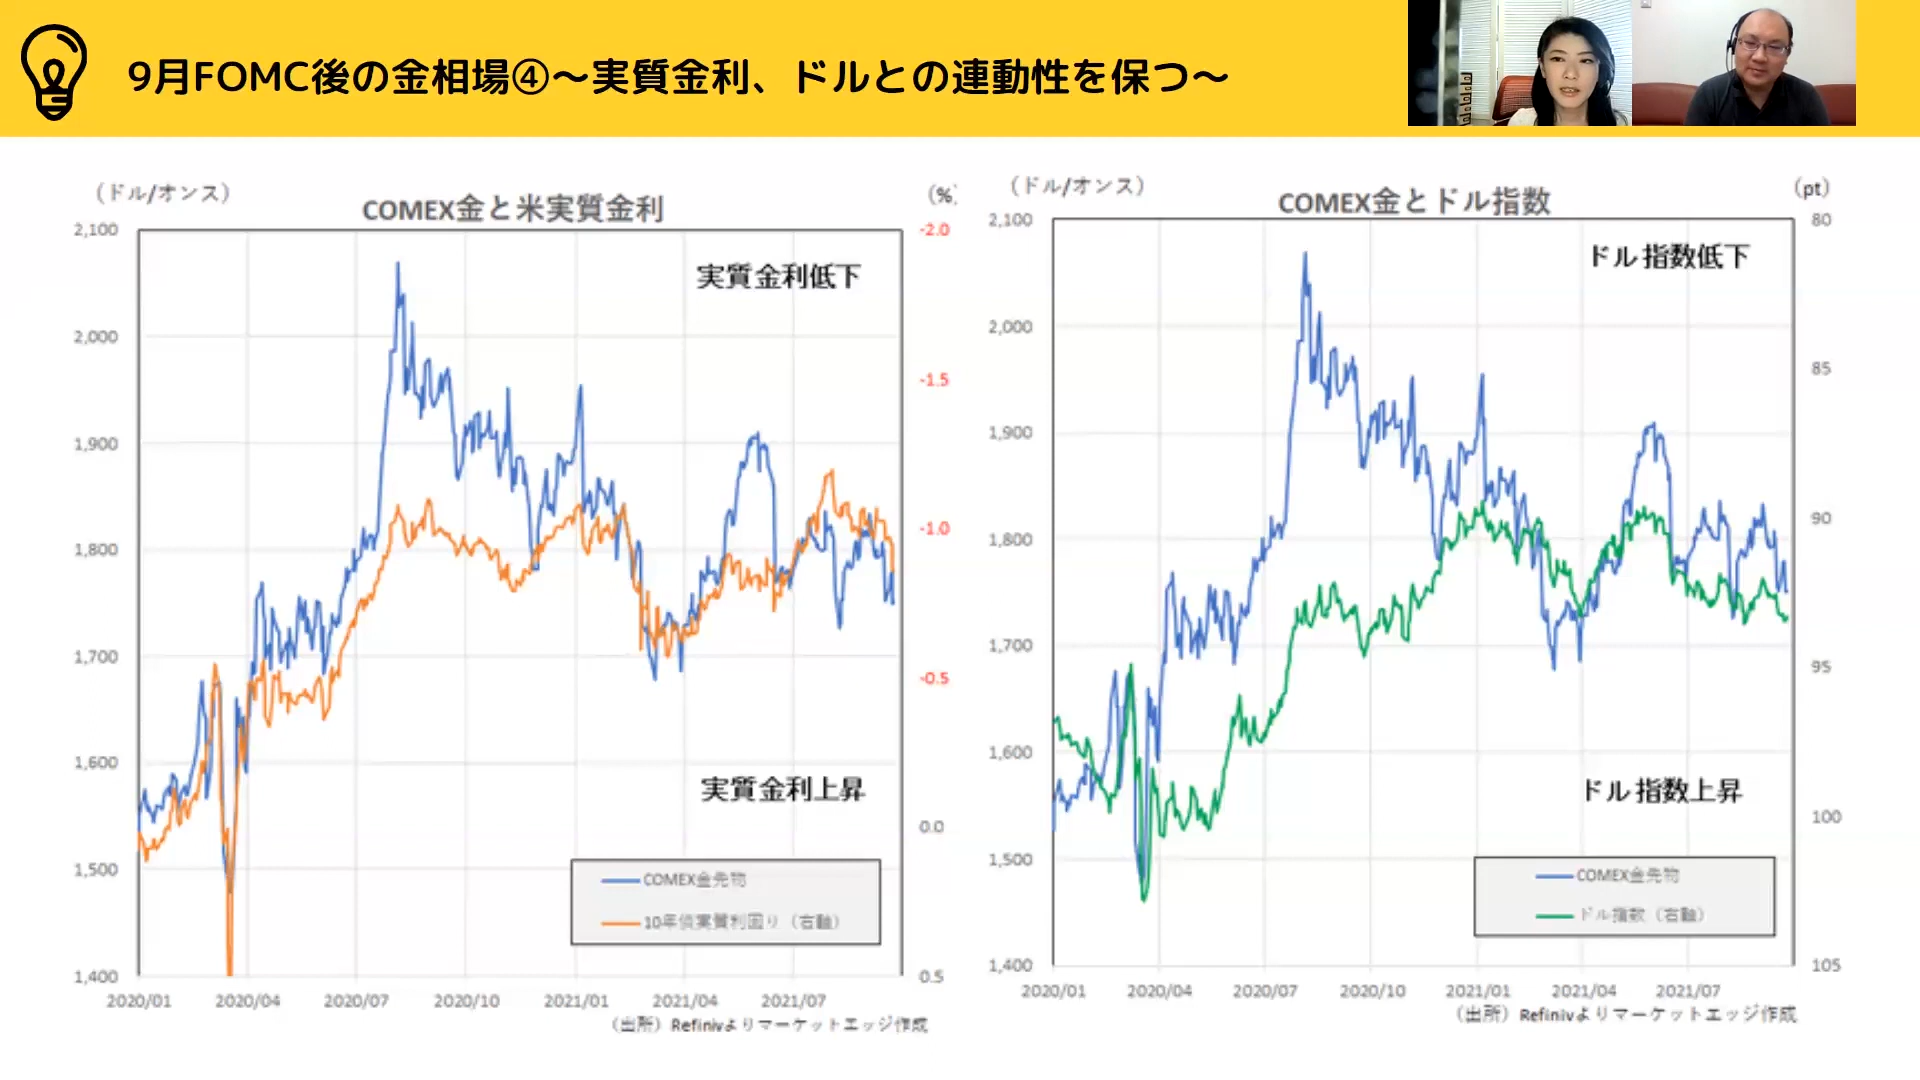 9月FOMC後の金相場④～実質金利、ドルとの連動性を保つ～
（ドル/オンス）
COMEX金と米実質金利
（%）
2,100
2,000
1,900
1,800
1,700
1,600
1,500
1,400
-2.0
-1.5
-1.0
-0.5
0.0
0.5
実質金利低下
実質金利上昇
COMEX金先物
10年債実質利回り（右軸）
2020/01 2020/04 2020/07 2020/10 2021/01 2021/04 2021/07
（出所）Refinivよりマーケットエッジ作成
（ドル/オンス）
COMEX金とドル指数
（pt）
2,100
2,000
1,900
1,800
1,700
1,600
1,500
1,400
80
85
90
95
100
105
ドル指数低下
ドル指数上昇
COMEX金先物
ドル指数（右軸）
2020/01 2020/04 2020/07 2020/10 2021/01 2021/04 2021/07
（出所）Refinivよりマーケットエッジ作成